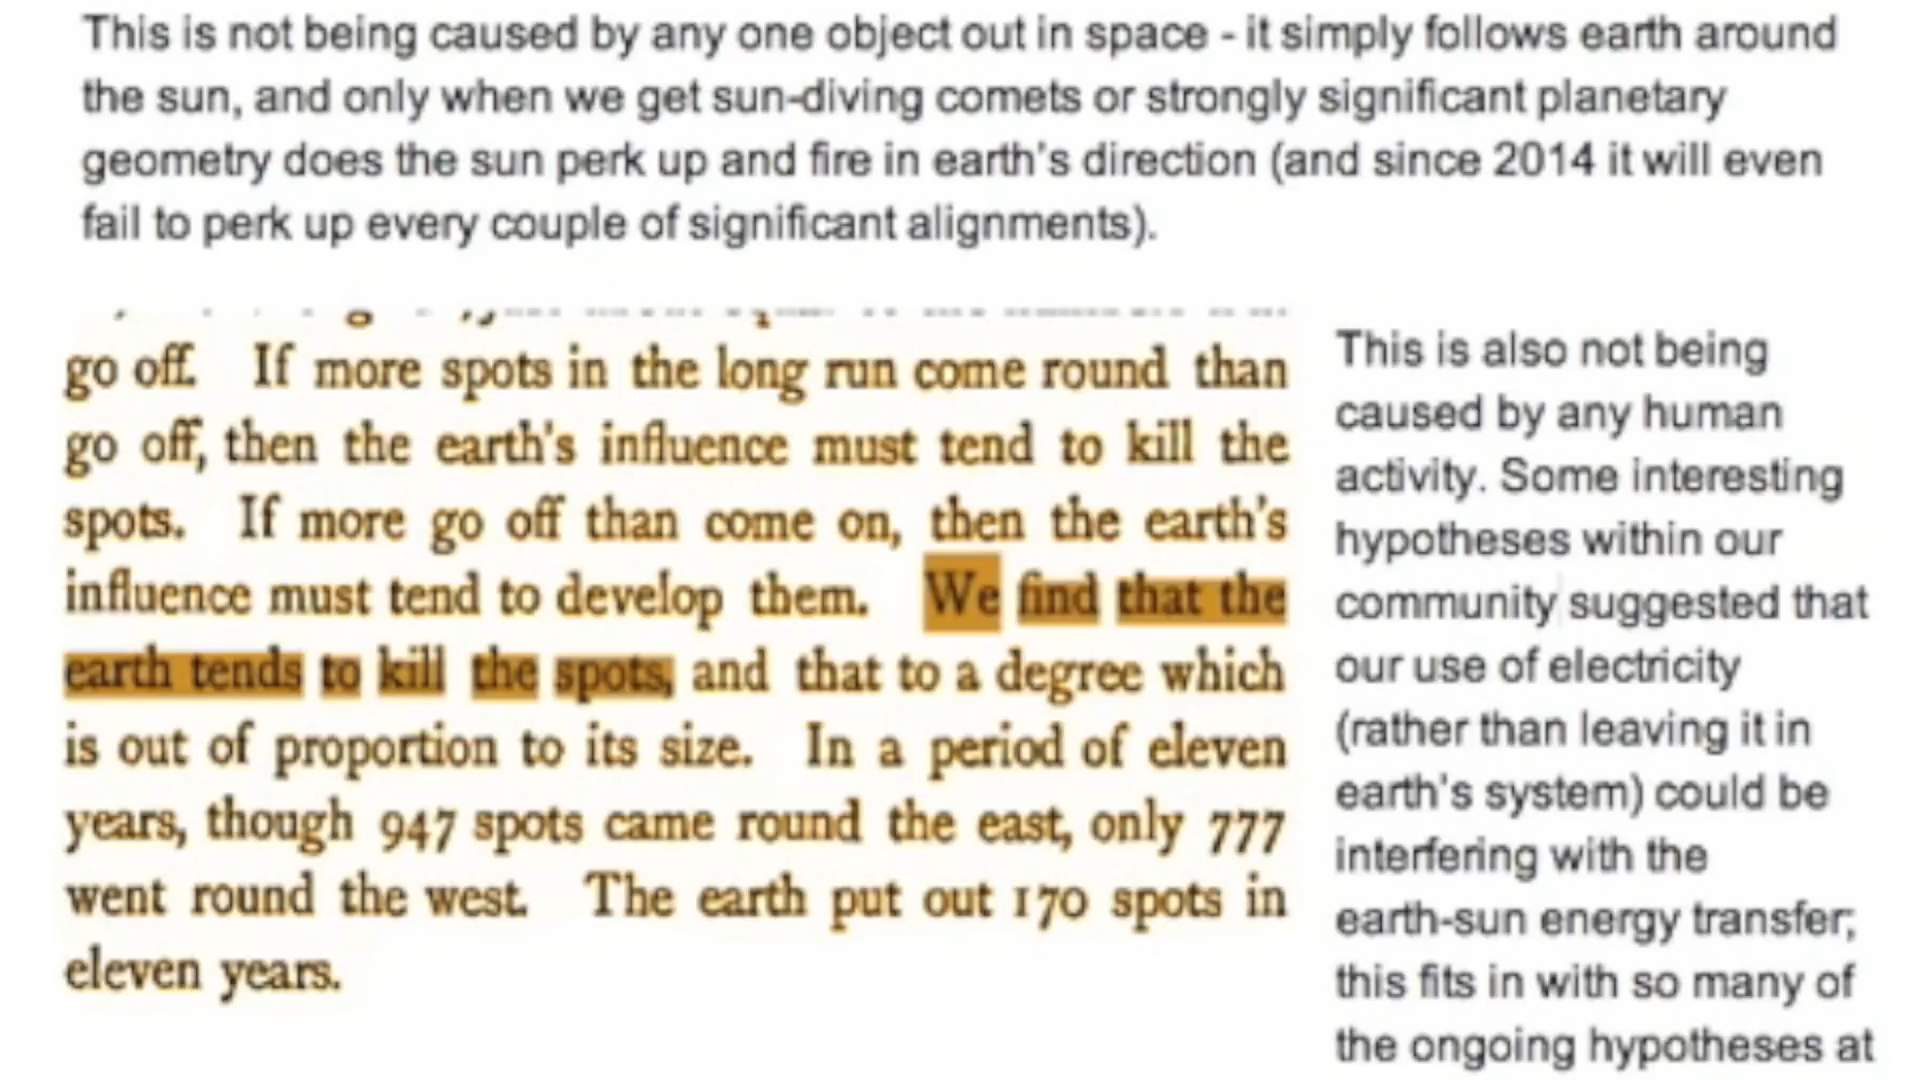 This is not being caused by any one object out in space - it simply follows earth around
the sun, and only when we get sun-diving comets or strongly significant planetary
geometry does the sun perk up and fire in earth's direction (and since 2014 it will even
fail to perk up every couple of significant alignments).
go off. If more spots in the long run come round than
go off, then the earth's influence must tend to kill the
spots. If more go off than come on, then the earth's
influence must tend to develop them. We find that the
earth tends to kill the spots, and that to a degree which
is out of proportion to its size. In a period of eleven
years, though 947 spots came round the east, only 777
went round the west. The earth put out 170 spots in
eleven years.
This is also not being
caused by any human
activity. Some interesting
hypotheses within our
community suggested that
our use of electricity
(rather than leaving it in
earth's system) could be
interfering with the
earth-sun energy transfer;
this fits in with so many of
the ongoing hypotheses at